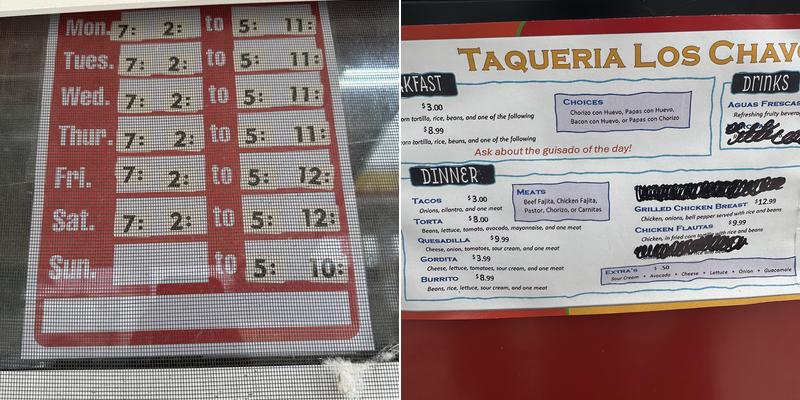 Mon. 7: 2: to 5: 11:
Tues. 7: 2: to 5: 11:
Wed. 7: 2: to 5: 11:
Thur. 7: 2: to 5: 11:
Fri. 7: 2: to 5: 12:
Sat. 7: 2: to 5: 12:
Sun. to 5: 10:
TAQUERIA LOS CHAVO
KFAST
$3.00
orn tortilla, rice, beans, and one of the following
$8.99
orn tortilla, rice, beans, and one of the following
CHOICES
Chorizo con Huevo, Papas con Huevo,
Bacon con Huevo, or Papas con Chorizo
Ask about the guisado of the day!
DRINKS
AGUAS FRESCAS
Refreshing fruity beverag
DINNER
TACOS $3.00
Onions, cilantro, and one meat
TORTA $8.00
Beans, lettuce, tomato, avocado, mayonnaise, and one meat
QUESADILLA $9.99
Cheese, onion, tomatoes, sour cream, and one meat
GORDITA $3.99
Cheese, lettuce, tomatoes, sour cream, and one meat
BURRITO $8.99
Beans, rice, lettuce, sour cream, and one meat
MEATS
Beef Fajita, Chicken Fajita,
Pastor, Chorizo, or Carnitas
GRILLED CHICKEN BREAST $12.99
Chicken, onions, bell pepper served with rice and beans
CHICKEN FLAUTAS $9.99
Chicken, in fried corn tortilla with rice and beans
EXTRA'S $ .50
Sour Cream • Avocado • Cheese • Lettuce • Onion • Guacamole